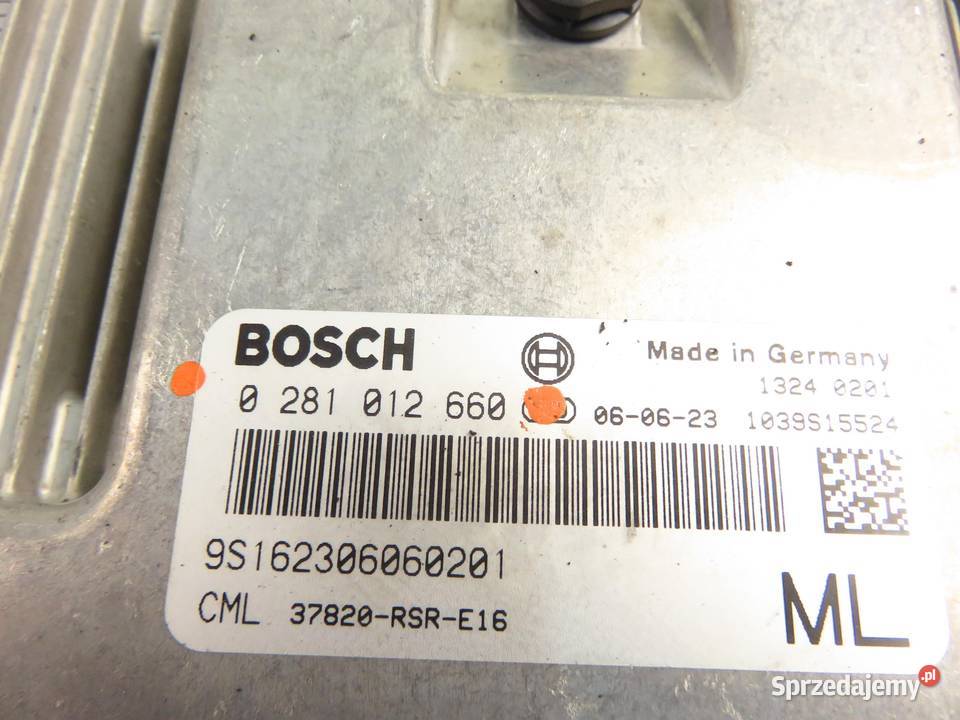 BOSCH
Made in Germany
1324 0201
0 281 012 660
06-06-23
1039S15524
9S162306060201
CML 37820-RSR-E16
ML
Sprzedajemy.pl